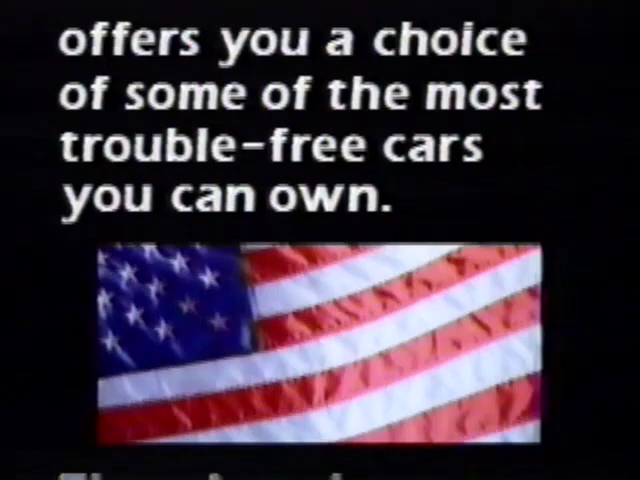 offers you a choice
of some of the most
trouble-free cars
you can own.